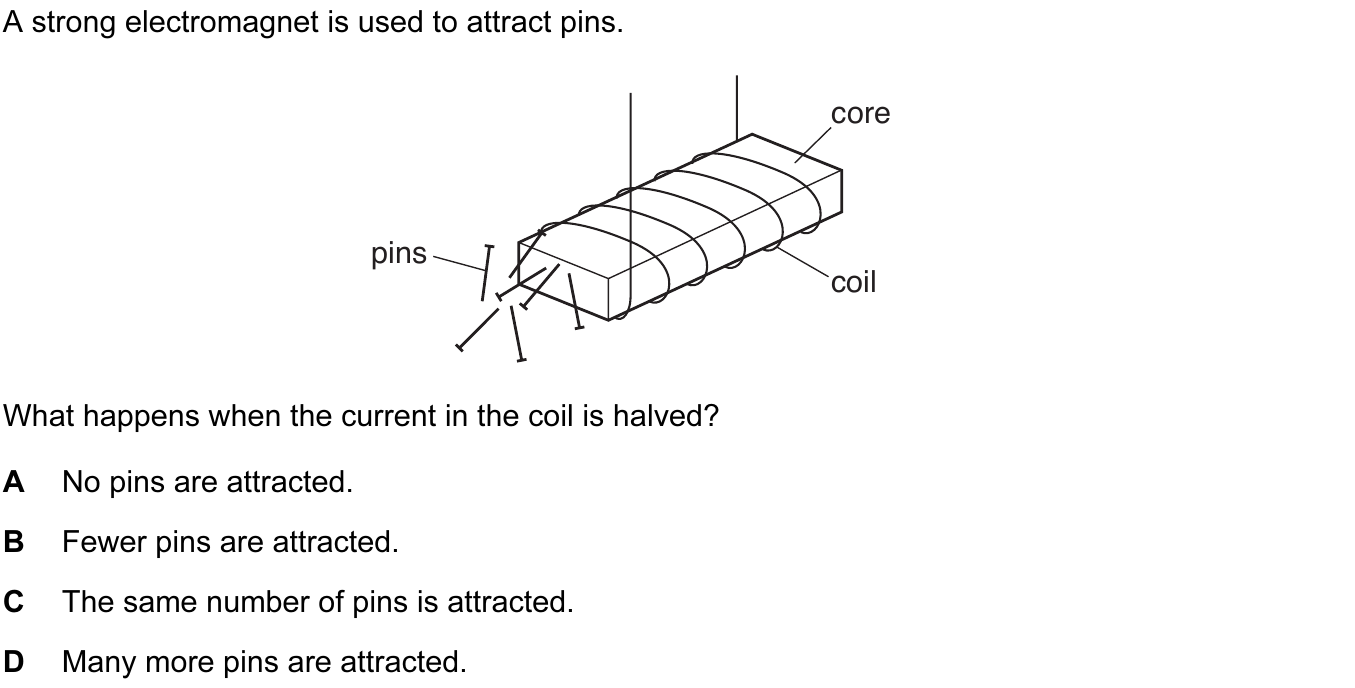 A strong electromagnet is used to attract pins.
core
pins
coil
What happens when the current in the coil is halved?
A No pins are attracted.
B Fewer pins are attracted.
C The same number of pins is attracted.
D Many more pins are attracted.